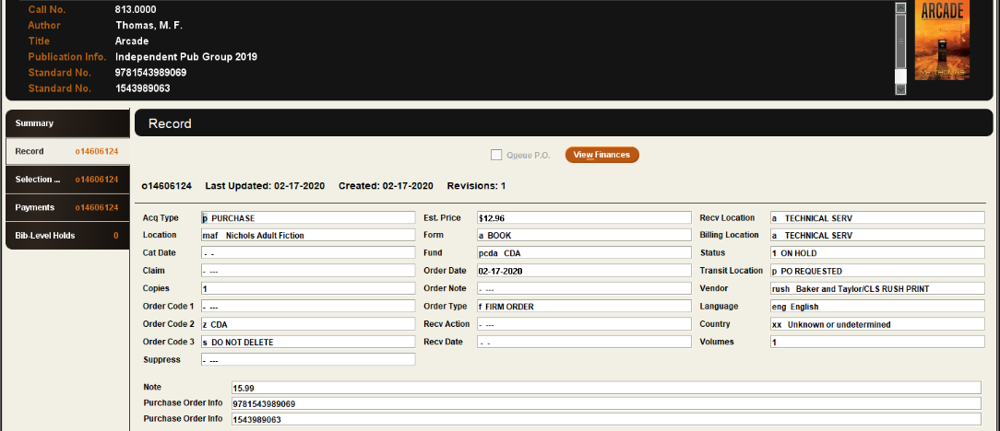 Call No. 813.0000
Author Thomas, M. F.
Title Arcade
Publication Info. Independent Pub Group 2019
Standard No. 9781543989069
Standard No. 1543989063
ARCADE
Summary
Record o14606124
Selection ... o14606124
Payments o14606124
Bib-Level Holds 0
Record
Queue P.O. View Finances
o14606124 Last Updated: 02-17-2020 Created: 02-17-2020 Revisions: 1
Acq Type p PURCHASE Est. Price $12.96 Recv Location a TECHNICAL SERV
Location maf Nichols Adult Fiction Form a BOOK Billing Location a TECHNICAL SERV
Cat Date - - Fund pcda CDA Status 1 ON HOLD
Claim - --- Order Date 02-17-2020 Transit Location p PO REQUESTED
Copies 1 Order Note - --- Vendor rush Baker and Taylor/CLS RUSH PRINT
Order Code 1 - --- Order Type f FIRM ORDER Language eng English
Order Code 2 z CDA Recv Action - --- Country xx Unknown or undetermined
Order Code 3 s DO NOT DELETE Recv Date - - Volumes 1
Suppress - ---
Note 15.99
Purchase Order Info 9781543989069
Purchase Order Info 1543989063